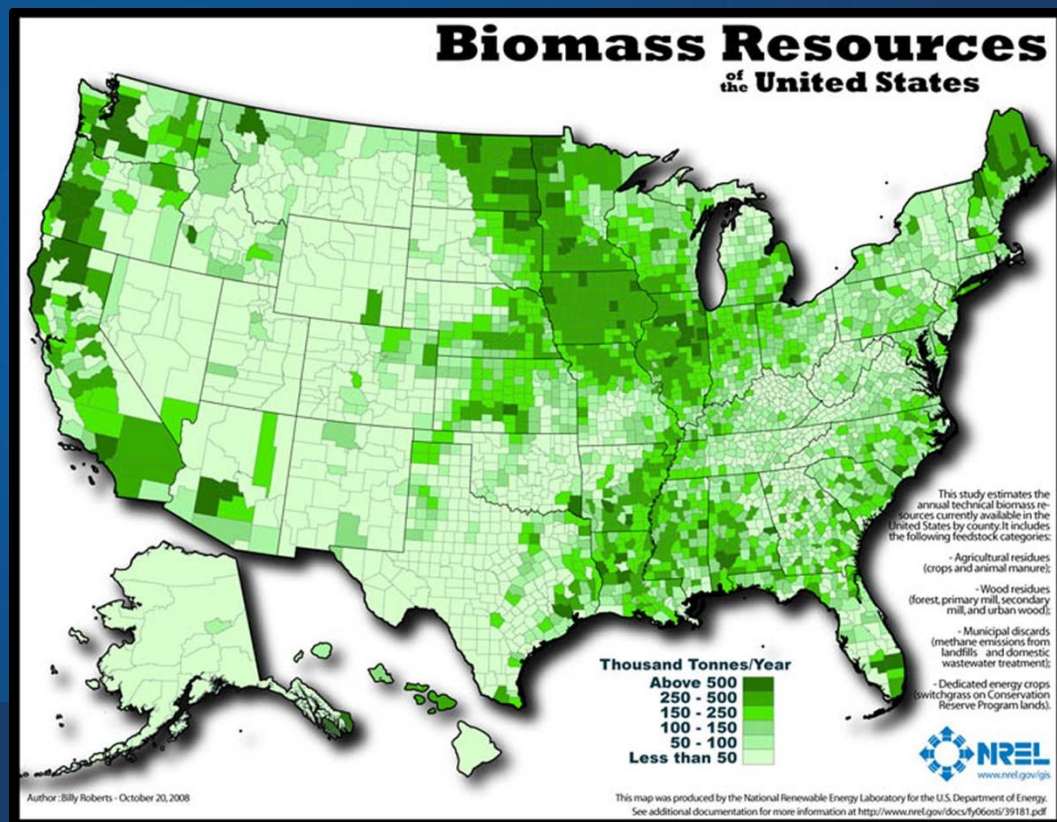 Biomass Resources
of the United States
This study estimates the
annual technical biomass re-
sources currently available in the
United States by county.It includes
the following feedstock categories:
- Agricultural residues
(crops and animal manure);
- Wood residues
(forest, primary mill, secondary
mill, and urban wood);
- Municipal discards
(methane emissions from
landfills and domestic
wastewater treatment);
- Dedicated energy crops
(switchgrass on Conservation
Reserve Program lands).
Thousand Tonnes/Year
Above 500
250 - 500
150 - 250
100 - 150
50 - 100
Less than 50
NREL
www.nrel.gov/gis
Author : Billy Roberts - October 20, 2008
This map was produced by the National Renewable Energy Laboratory for the U.S. Department of Energy.
See additional documentation for more information at http://www.nrel.gov/docs/fy06osti/39181.pdf